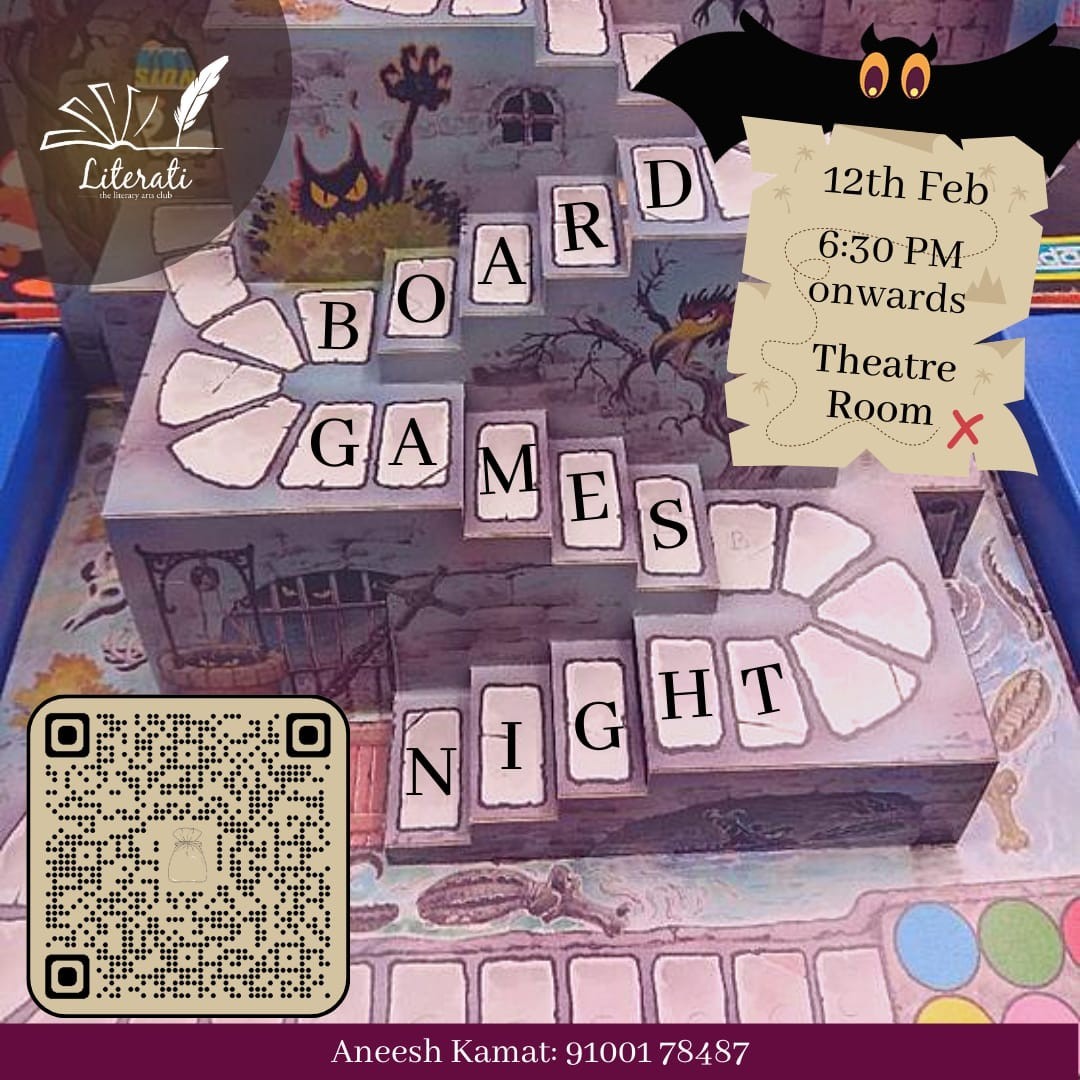 Literati
the literary arts club
12th Feb
6:30 PM
onwards
Theatre
Room
BOARD
GAMES
NIGHT
Aneesh Kamat: 91001 78487